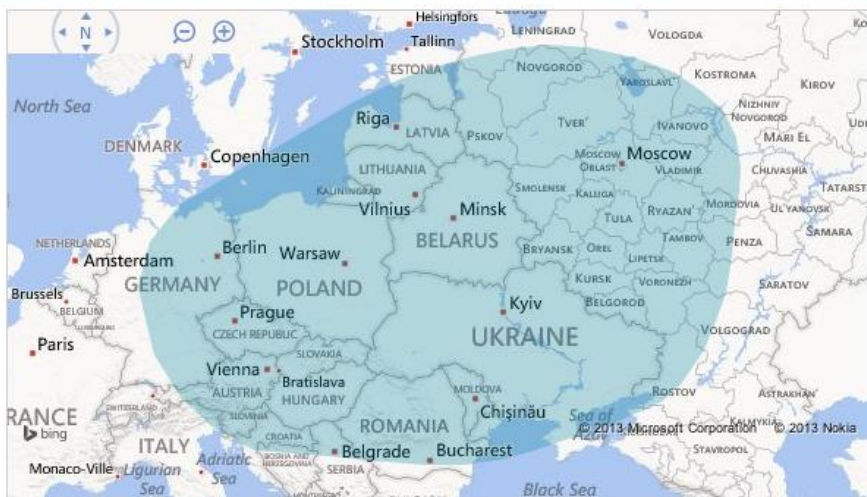 N
Helsingfors
LENINGRAD
VOLOGDA
Stockholm
Tallinn
ESTONIA
NOVGOROD
YAROSLAVL'
KOSTROMA
KIROV
North Sea
NIZHNIY
NOVGOROD
Riga
LATVIA
PSKOV
TVER'
IVANOVO
MARI EL
DENMARK
Copenhagen
LITHUANIA
MOSCOW
OBLAST
Moscow
VLADIMIR
CHUVASHIA
KALININGRAD
Vilnius
Minsk
SMOLENSK
KALUGA
RYAZAN'
MORDOVIA
UL'YANOVSK
TATARST
NETHERLANDS
Amsterdam
Berlin
Warsaw
BELARUS
TULA
PENZA
SAMARA
BRYANSK
OREL
TAMBOV
LIPETSK
GERMANY
POLAND
KURSK
VORONEZH
SARATOV
Brussels
BELGIUM
LUXEMBOURG
Prague
CZECH REPUBLIC
Kyiv
BELGOROD
UKRAINE
VOLGOGRAD
Paris
SLOVAKIA
Vienna
Bratislava
AUSTRIA
HUNGARY
MOLDOVA
ROSTOV
ASTRAKHAN'
SWITZERLAND
SLOVENIA
Chişinău
RANCE
bing
ITALY
CROATIA
ROMANIA
Sea of
Azov
KALMYKIA
© 2013 Microsoft Corporation © 2013 Nokia
Monaco-Ville
Ligurian
Sea
Adriatic
Sea
BOSNIA AND
HERZEGOVINA
Belgrade
SERBIA
Bucharest
STAVROPOL
Black Sea